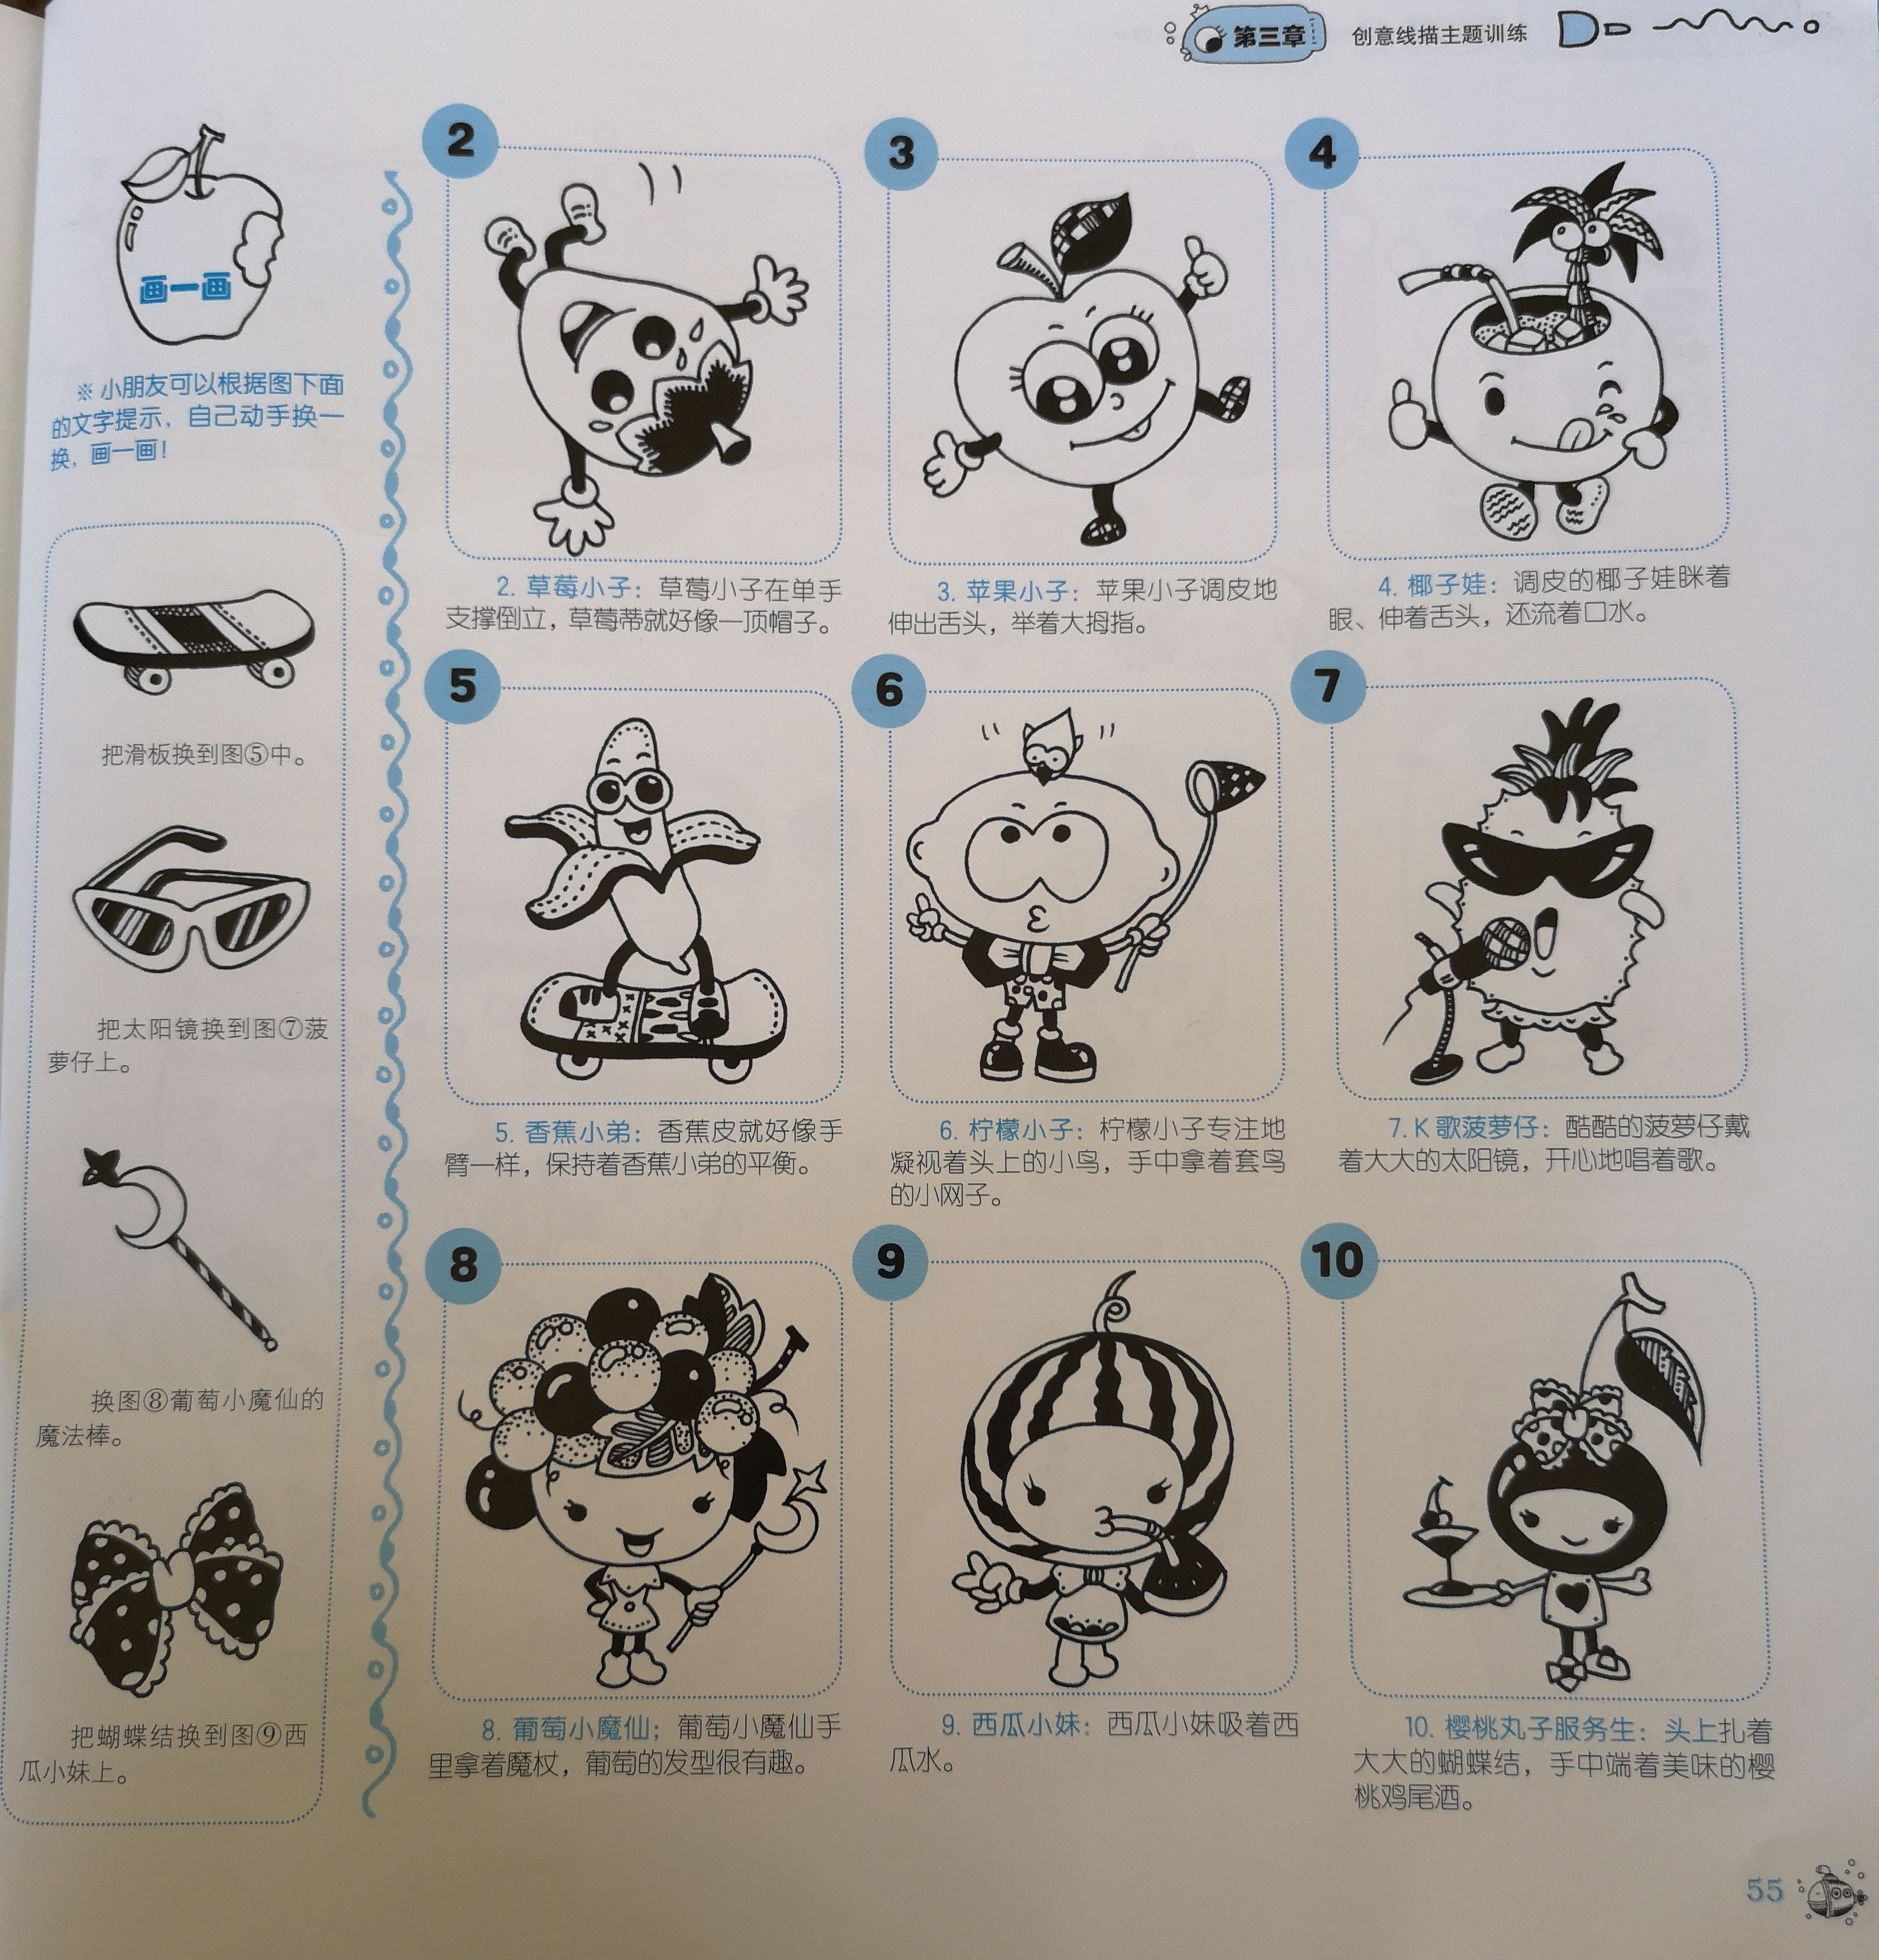 第三章 创意线描主题训练
画一画
※ 小朋友可以根据图下面
的文字提示，自己动手换一
换，画一画！
把滑板换到图⑤中。
把太阳镜换到图⑦菠
萝仔上。
换图⑧葡萄小魔仙的
魔法棒。
把蝴蝶结换到图⑨西
瓜小妹上。
2
2. 草莓小子：草莓小子在单手
支撑倒立，草莓蒂就好像一顶帽子。
3
3. 苹果小子：苹果小子调皮地
伸出舌头，举着大拇指。
4
4. 椰子娃：调皮的椰子娃眯着
眼、伸着舌头，还流着口水。
5
5. 香蕉小弟：香蕉皮就好像手
臂一样，保持着香蕉小弟的平衡。
6
6. 柠檬小子：柠檬小子专注地
凝视着头上的小鸟，手中拿着套鸟
的小网子。
7
7. K 歌菠萝仔：酷酷的菠萝仔戴
着大大的太阳镜，开心地唱着歌。
8
8. 葡萄小魔仙；葡萄小魔仙手
里拿着魔杖，葡萄的发型很有趣。
9
9. 西瓜小妹：西瓜小妹吸着西
瓜水。
10
10. 樱桃丸子服务生：头上扎着
大大的蝴蝶结，手中端着美味的樱
桃鸡尾酒。
55